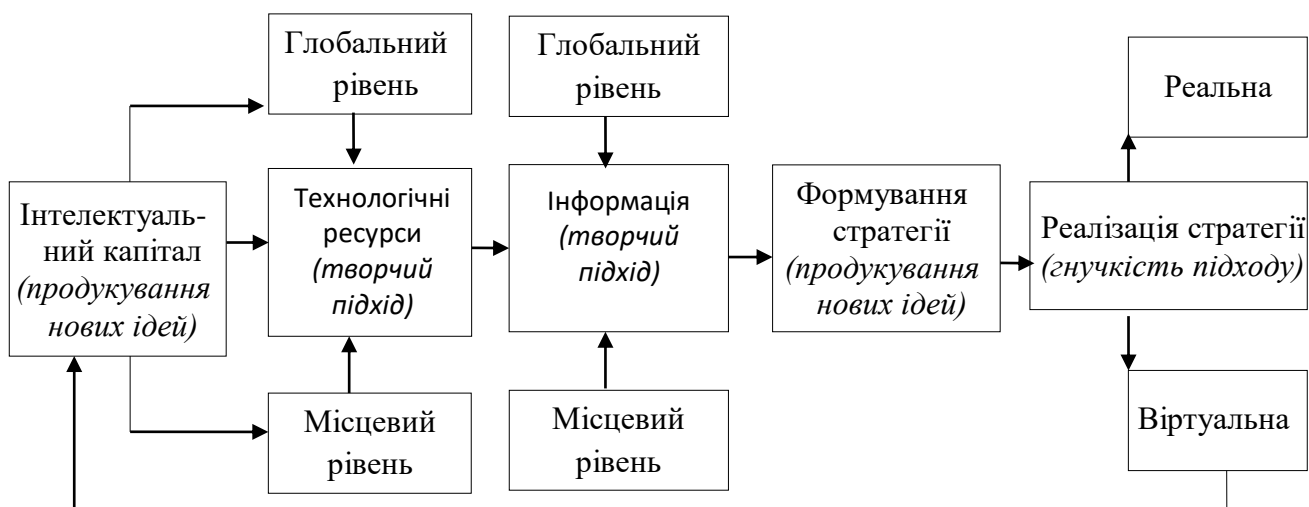 Глобальний
рівень
Глобальний
рівень
Реальна
Інтелектуаль-
ний капітал
(продукування
нових ідей)
Технологічні
ресурси
(творчий
підхід)
Інформація
(творчий
підхід)
Формування
стратегії
(продукування
нових ідей)
Реалізація стратегії
(гнучкість підходу)
Місцевий
рівень
Місцевий
рівень
Віртуальна